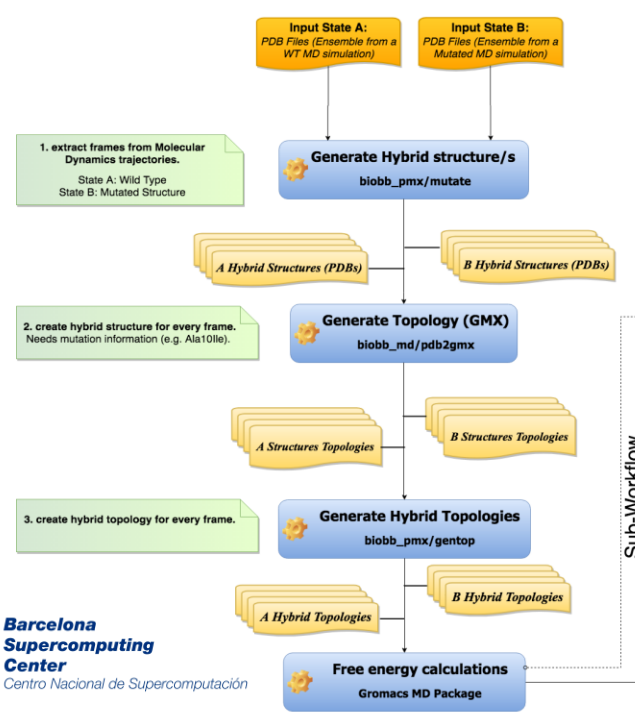 Input State A:
PDB Files (Ensemble from a
WT MD simulation)
Input State B:
PDB Files (Ensemble from a
Mutated MD simulation)
1. extract frames from Molecular
Dynamics trajectories.
State A: Wild Type
State B: Mutated Structure
Generate Hybrid structure/s
biobb_pmx/mutate
A Hybrid Structures (PDBs)
B Hybrid Structures (PDBs)
2. create hybrid structure for every frame.
Needs mutation information (e.g. Ala10Ile).
Generate Topology (GMX)
biobb_md/pdb2gmx
A Structures Topologies
B Structures Topologies
3. create hybrid topology for every frame.
Generate Hybrid Topologies
biobb_pmx/gentop
Sub-Workflow
A Hybrid Topologies
B Hybrid Topologies
Barcelona
Supercomputing
Center
Centro Nacional de Supercomputación
Free energy calculations
Gromacs MD Package